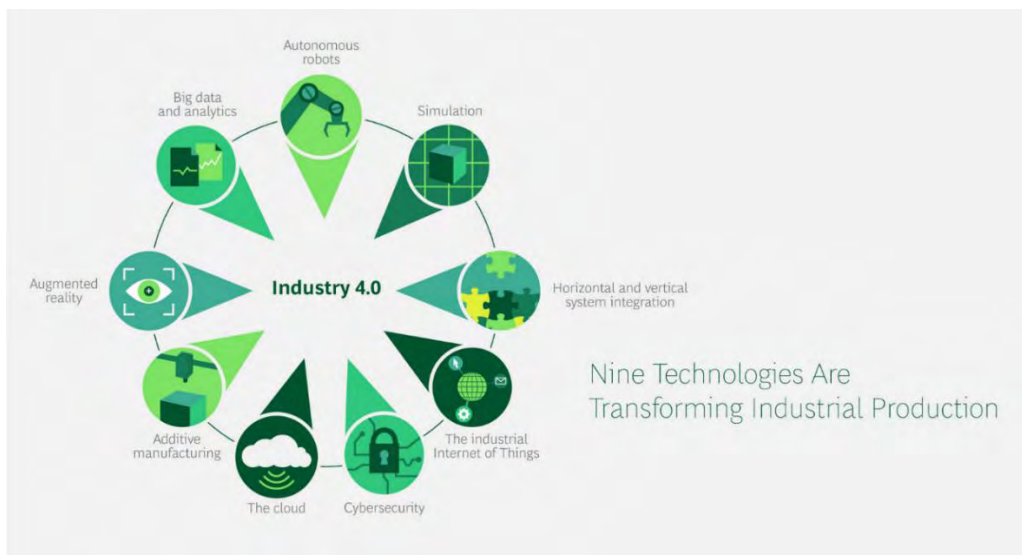 Autonomous
robots
Big data
and analytics
Simulation
Augmented
reality
Industry 4.0
Horizontal and vertical
system integration
Nine Technologies Are
Transforming Industrial Production
Additive
manufacturing
The industrial
Internet of Things
The cloud
Cybersecurity